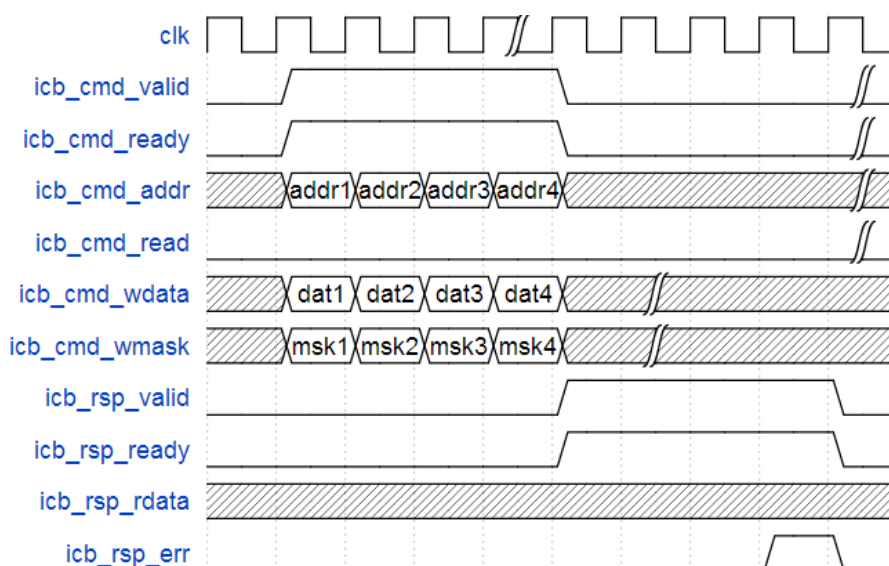 clk
icb_cmd_valid
icb_cmd_ready
icb_cmd_addr addr1 addr2 addr3 addr4
icb_cmd_read
icb_cmd_wdata dat1 dat2 dat3 dat4
icb_cmd_wmask msk1 msk2 msk3 msk4
icb_rsp_valid
icb_rsp_ready
icb_rsp_rdata
icb_rsp_err